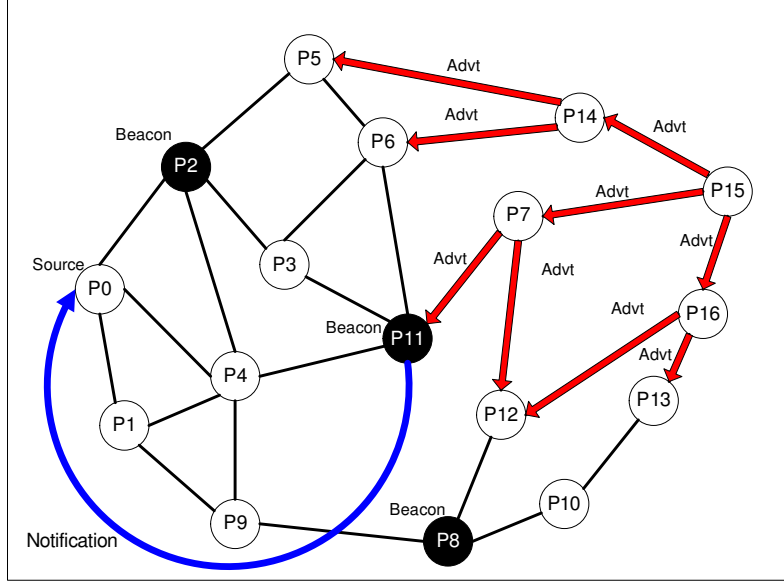 P5
Advt
P14
Advt
Beacon
P6
Advt
P2
P15
Advt
P7
Source
P3
Advt
Advt
Advt
P0
Beacon
P11
Advt
P16
Advt
P4
P13
P12
P1
Beacon
P10
P9
P8
Notification